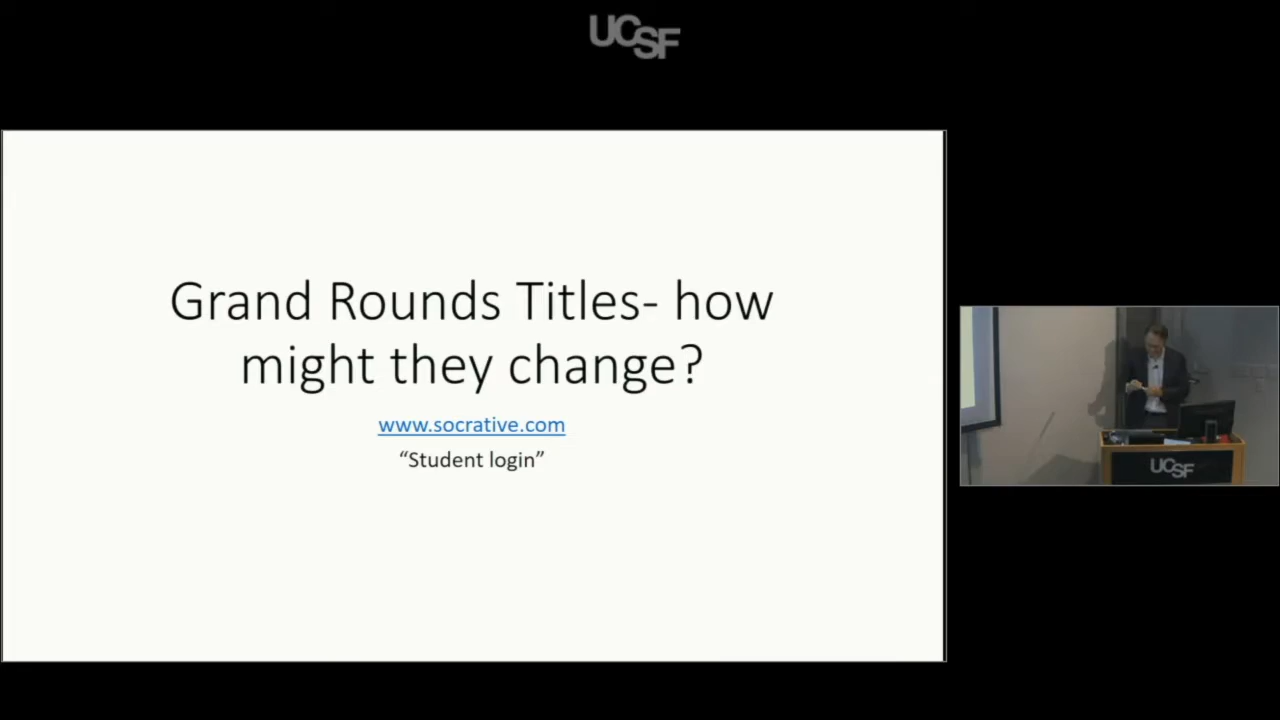 UCSF
Grand Rounds Titles- how
might they change?
www.socrative.com
“Student login”
UCSF